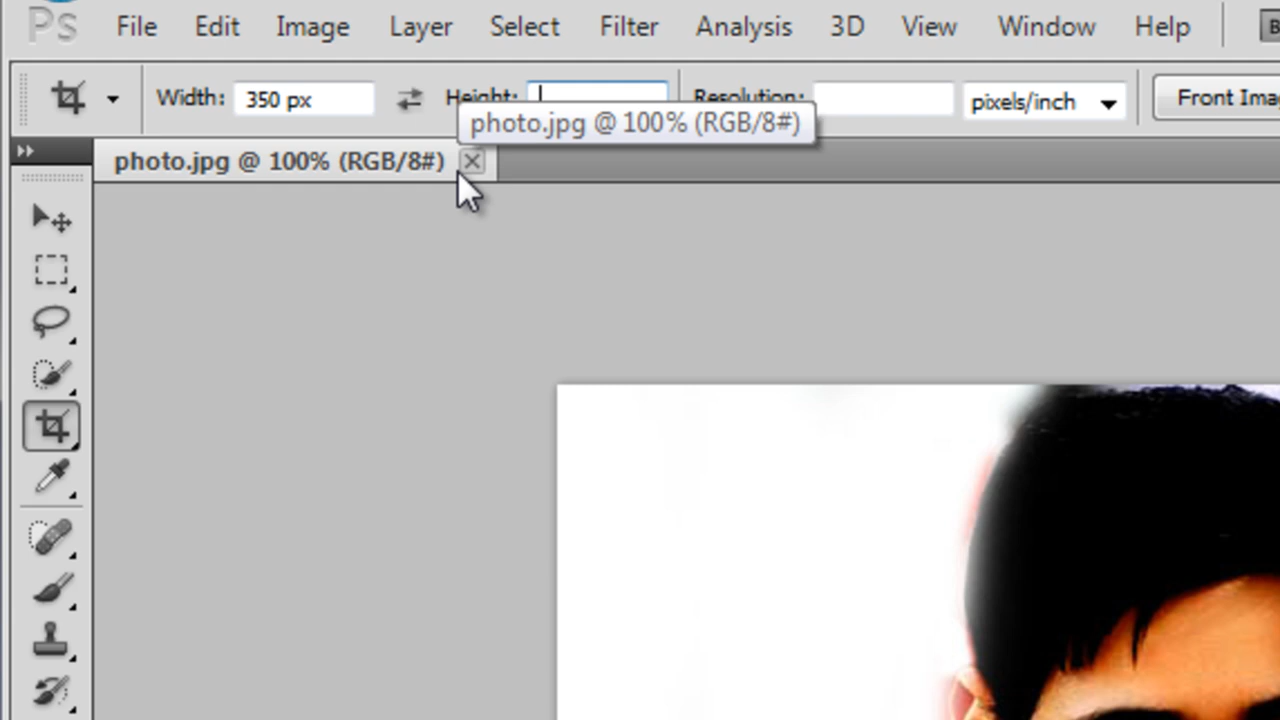 Ps File Edit Image Layer Select Filter Analysis 3D View Window Help
Width: 350 px Height: Resolution: pixels/inch Front Ima
photo.jpg @ 100% (RGB/8#)
photo.jpg @ 100% (RGB/8#)